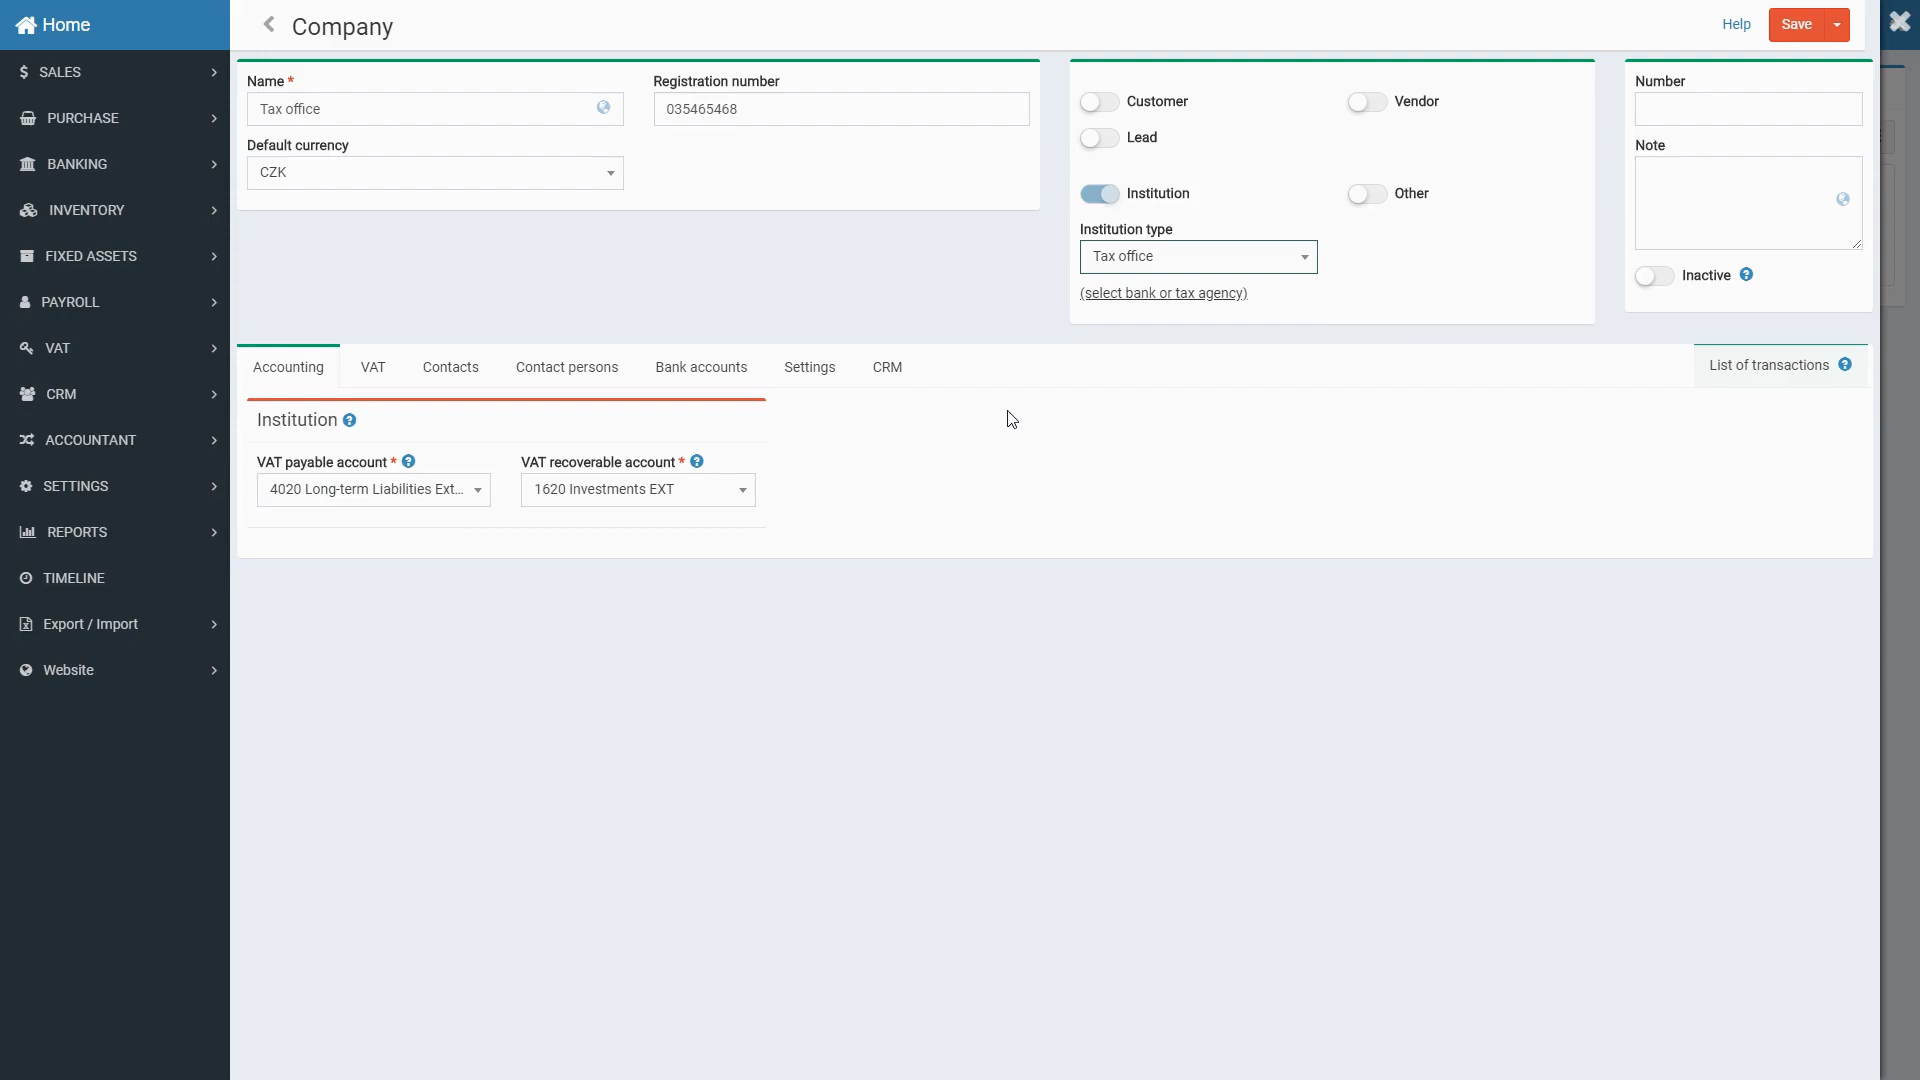 Home
SALES
PURCHASE
BANKING
INVENTORY
FIXED ASSETS
PAYROLL
VAT
CRM
ACCOUNTANT
SETTINGS
REPORTS
TIMELINE
Export / Import
Website
Company
Help
Save
Name *
Tax office
Registration number
035465468
Default currency
CZK
Customer
Vendor
Lead
Institution
Other
Institution type
Tax office
(select bank or tax agency)
Number
Note
Inactive
Accounting
VAT
Contacts
Contact persons
Bank accounts
Settings
CRM
List of transactions
Institution
VAT payable account *
4020 Long-term Liabilities Ext...
VAT recoverable account *
1620 Investments EXT